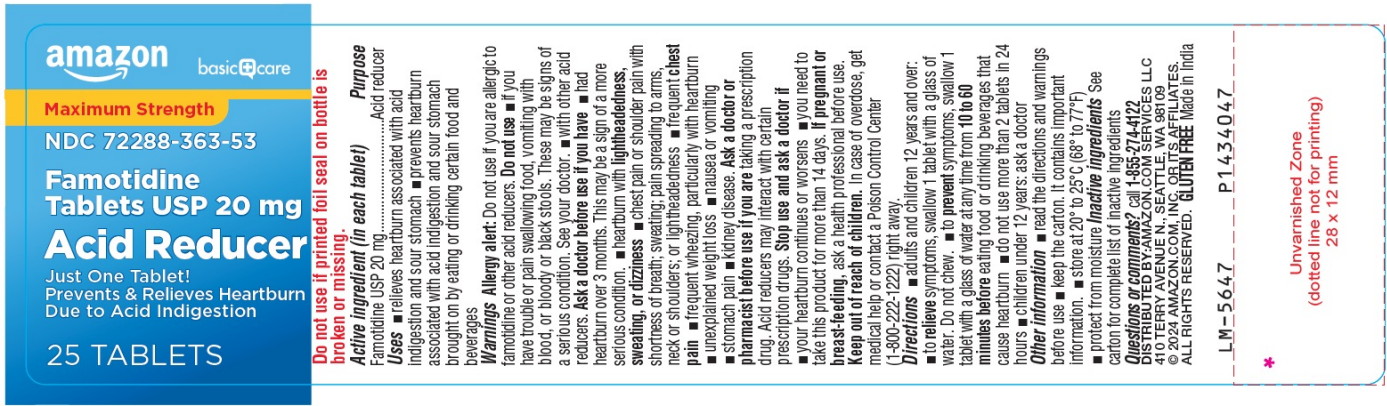 amazon
basic care
Maximum Strength
NDC 72288-363-53
Famotidine
Tablets USP 20 mg
Acid Reducer
Just One Tablet!
Prevents & Relieves Heartburn
Due to Acid Indigestion
25 TABLETS
Do not use if printed foil seal on bottle is
broken or missing.
Active ingredient (in each tablet) Purpose
Famotidine USP 20 mg..........................Acid reducer
Uses ■ relieves heartburn associated with acid
indigestion and sour stomach ■ prevents heartburn
associated with acid indigestion and sour stomach
brought on by eating or drinking certain food and
beverages
Warnings Allergy alert: Do not use if you are allergic to
famotidine or other acid reducers. Do not use ■ if you
have trouble or pain swallowing food, vomiting with
blood, or bloody or black stools. These may be signs of
a serious condition. See your doctor. ■ with other acid
reducers. Ask a doctor before use if you have ■ had
heartburn over 3 months. This may be a sign of a more
serious condition. ■ heartburn with lightheadedness,
sweating, or dizziness ■ chest pain or shoulder pain with
shortness of breath; sweating; pain spreading to arms,
neck or shoulders; or lightheadedness ■ frequent chest
pain ■ frequent wheezing, particularly with heartburn
■ unexplained weight loss ■ nausea or vomiting
■ stomach pain ■ kidney disease. Ask a doctor or
pharmacist before use if you are taking a prescription
drug. Acid reducers may interact with certain
prescription drugs. Stop use and ask a doctor if
■ your heartburn continues or worsens ■ you need to
take this product for more than 14 days. If pregnant or
breast-feeding, ask a health professional before use.
Keep out of reach of children. In case of overdose, get
medical help or contact a Poison Control Center
(1-800-222-1222) right away.
Directions ■ adults and children 12 years and over:
■ to relieve symptoms, swallow 1 tablet with a glass of
water. Do not chew. ■ to prevent symptoms, swallow 1
tablet with a glass of water at any time from 10 to 60
minutes before eating food or drinking beverages that
cause heartburn ■ do not use more than 2 tablets in 24
hours ■ children under 12 years: ask a doctor
Other information ■ read the directions and warnings
before use ■ keep the carton. It contains important
information. ■ store at 20° to 25°C (68° to 77°F)
■ protect from moisture Inactive ingredients See
carton for complete list of inactive ingredients
Questions or comments? call 1-855-274-4122
DISTRIBUTED BY: AMAZON.COM SERVICES LLC
410 TERRY AVENUE N., SEATTLE, WA 98109
© 2024 AMAZON.COM, INC. OR ITS AFFILIATES.
ALL RIGHTS RESERVED. GLUTEN FREE Made in India
LM-5647 P1434047
Unvarnished Zone
(dotted line not for printing)
28 x 12 mm
*